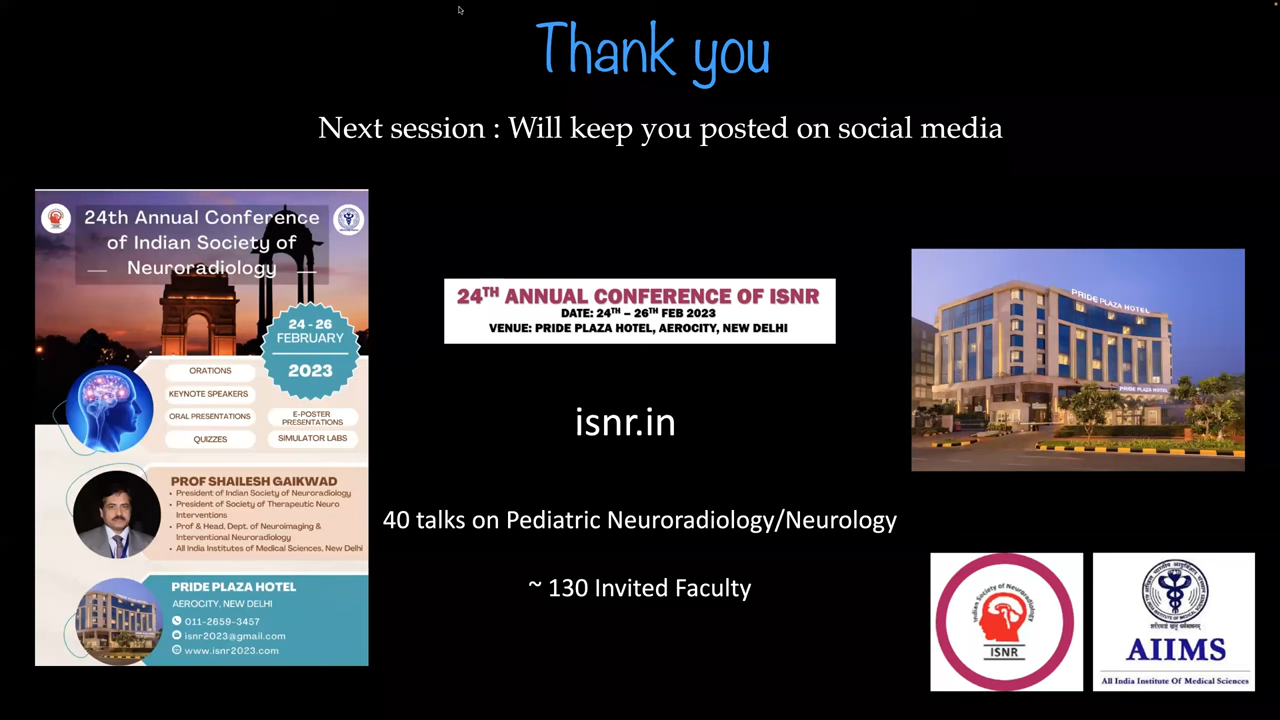 Thank you
Next session : Will keep you posted on social media
24th Annual Conference
of Indian Society of
Neuroradiology
24 - 26
FEBRUARY
2023
ORATIONS
KEYNOTE SPEAKERS
ORAL PRESENTATIONS
E-POSTER
PRESENTATIONS
QUIZZES
SIMULATOR LABS
PROF SHAILESH GAIKWAD
• President of Indian Society of Neuroradiology
• President of Society of Therapeutic Neuro
Interventions
• Prof & Head, Dept. of Neuroimaging &
Interventional Neuroradiology
• All India Institutes of Medical Sciences, New Delhi
PRIDE PLAZA HOTEL
AEROCITY, NEW DELHI
011-2659-3457
isnr2023@gmail.com
www.isnr2023.com
24TH ANNUAL CONFERENCE OF ISNR
DATE: 24TH – 26TH FEB 2023
VENUE: PRIDE PLAZA HOTEL, AEROCITY, NEW DELHI
isnr.in
40 talks on Pediatric Neuroradiology/Neurology
~ 130 Invited Faculty
PRIDE PLAZA HOTEL
PRIDE PLAZA HOTEL
Indian Society of Neuroradiology
ISNR
AIIMS
All India Institute Of Medical Sciences